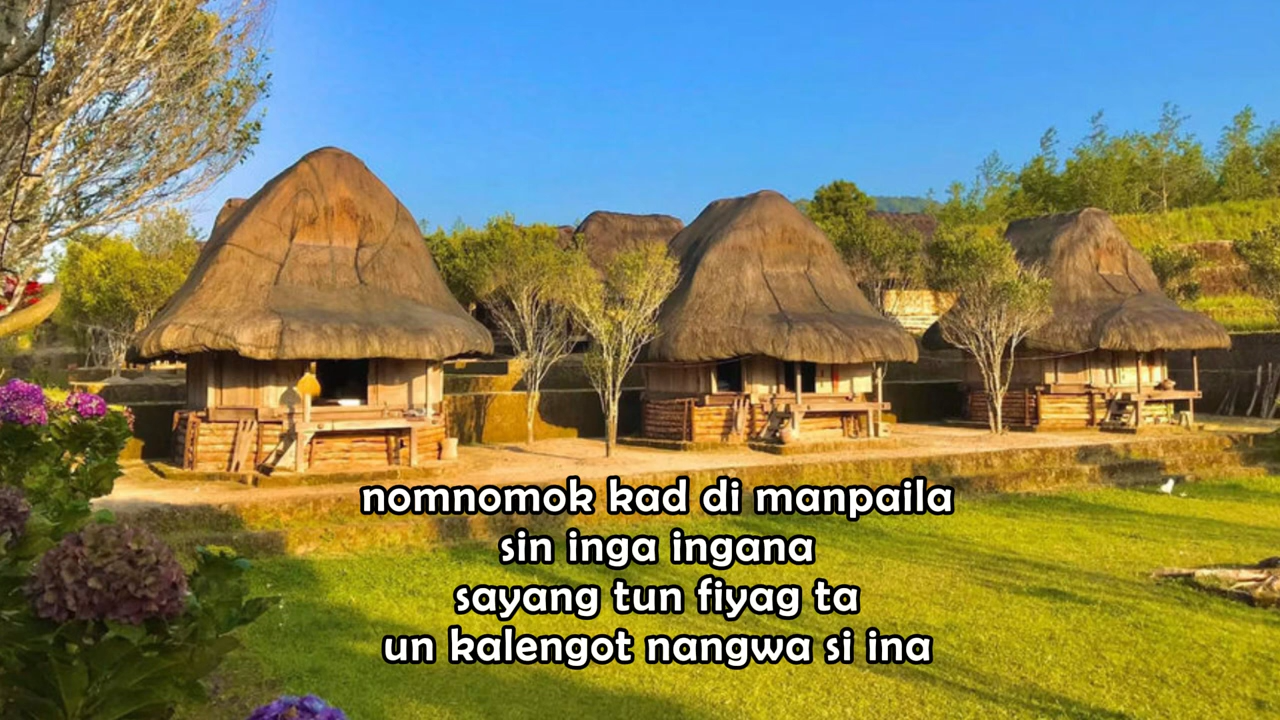 nomnomok kad di manpaila
sin inga ingana
sayang tun fiyag ta
un kalengot nangwa si ina